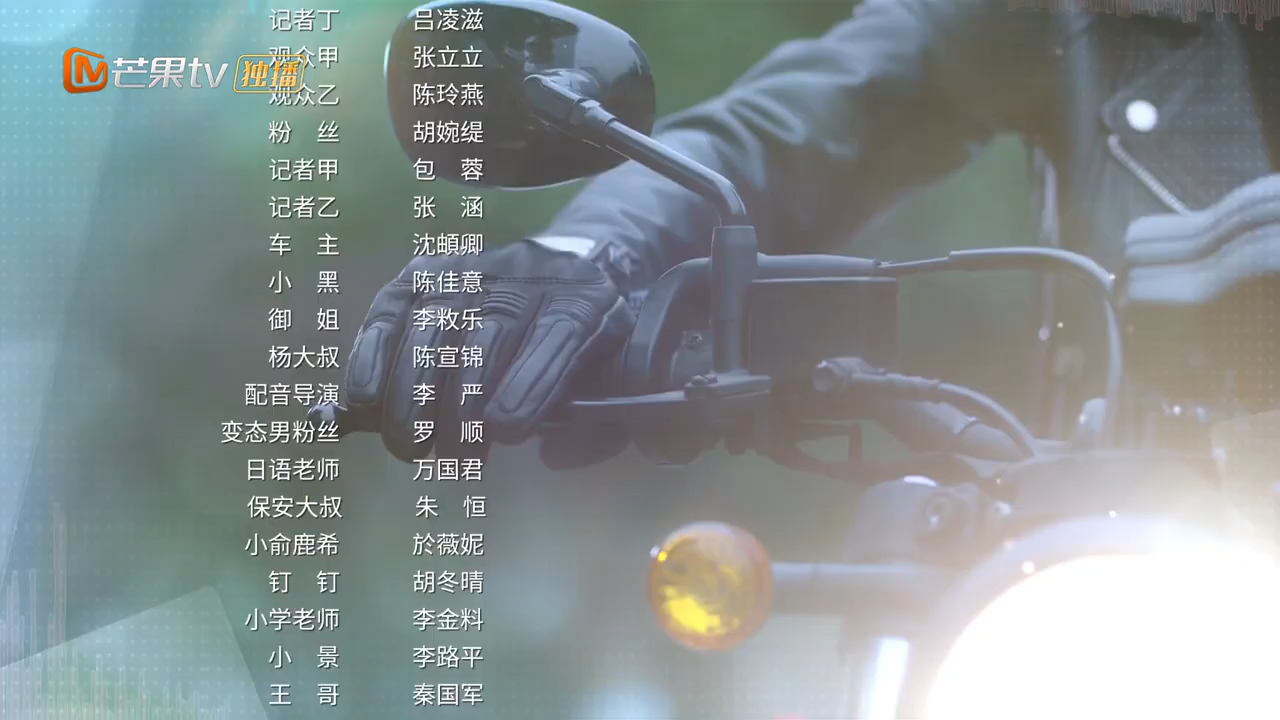 记者丁 吕凌滋
观众甲 张立立
芒果TV 独播
观众乙 陈玲燕
粉 丝 胡婉缇
记者甲 包 蓉
记者乙 张 涵
车 主 沈頔卿
小 黑 陈佳意
御 姐 李敉乐
杨大叔 陈宣锦
配音导演 李 严
变态男粉丝 罗 顺
日语老师 万国君
保安大叔 朱 恒
小俞鹿希 於薇妮
钉 钉 胡冬晴
小学老师 李金料
小 景 李路平
王 哥 秦国军